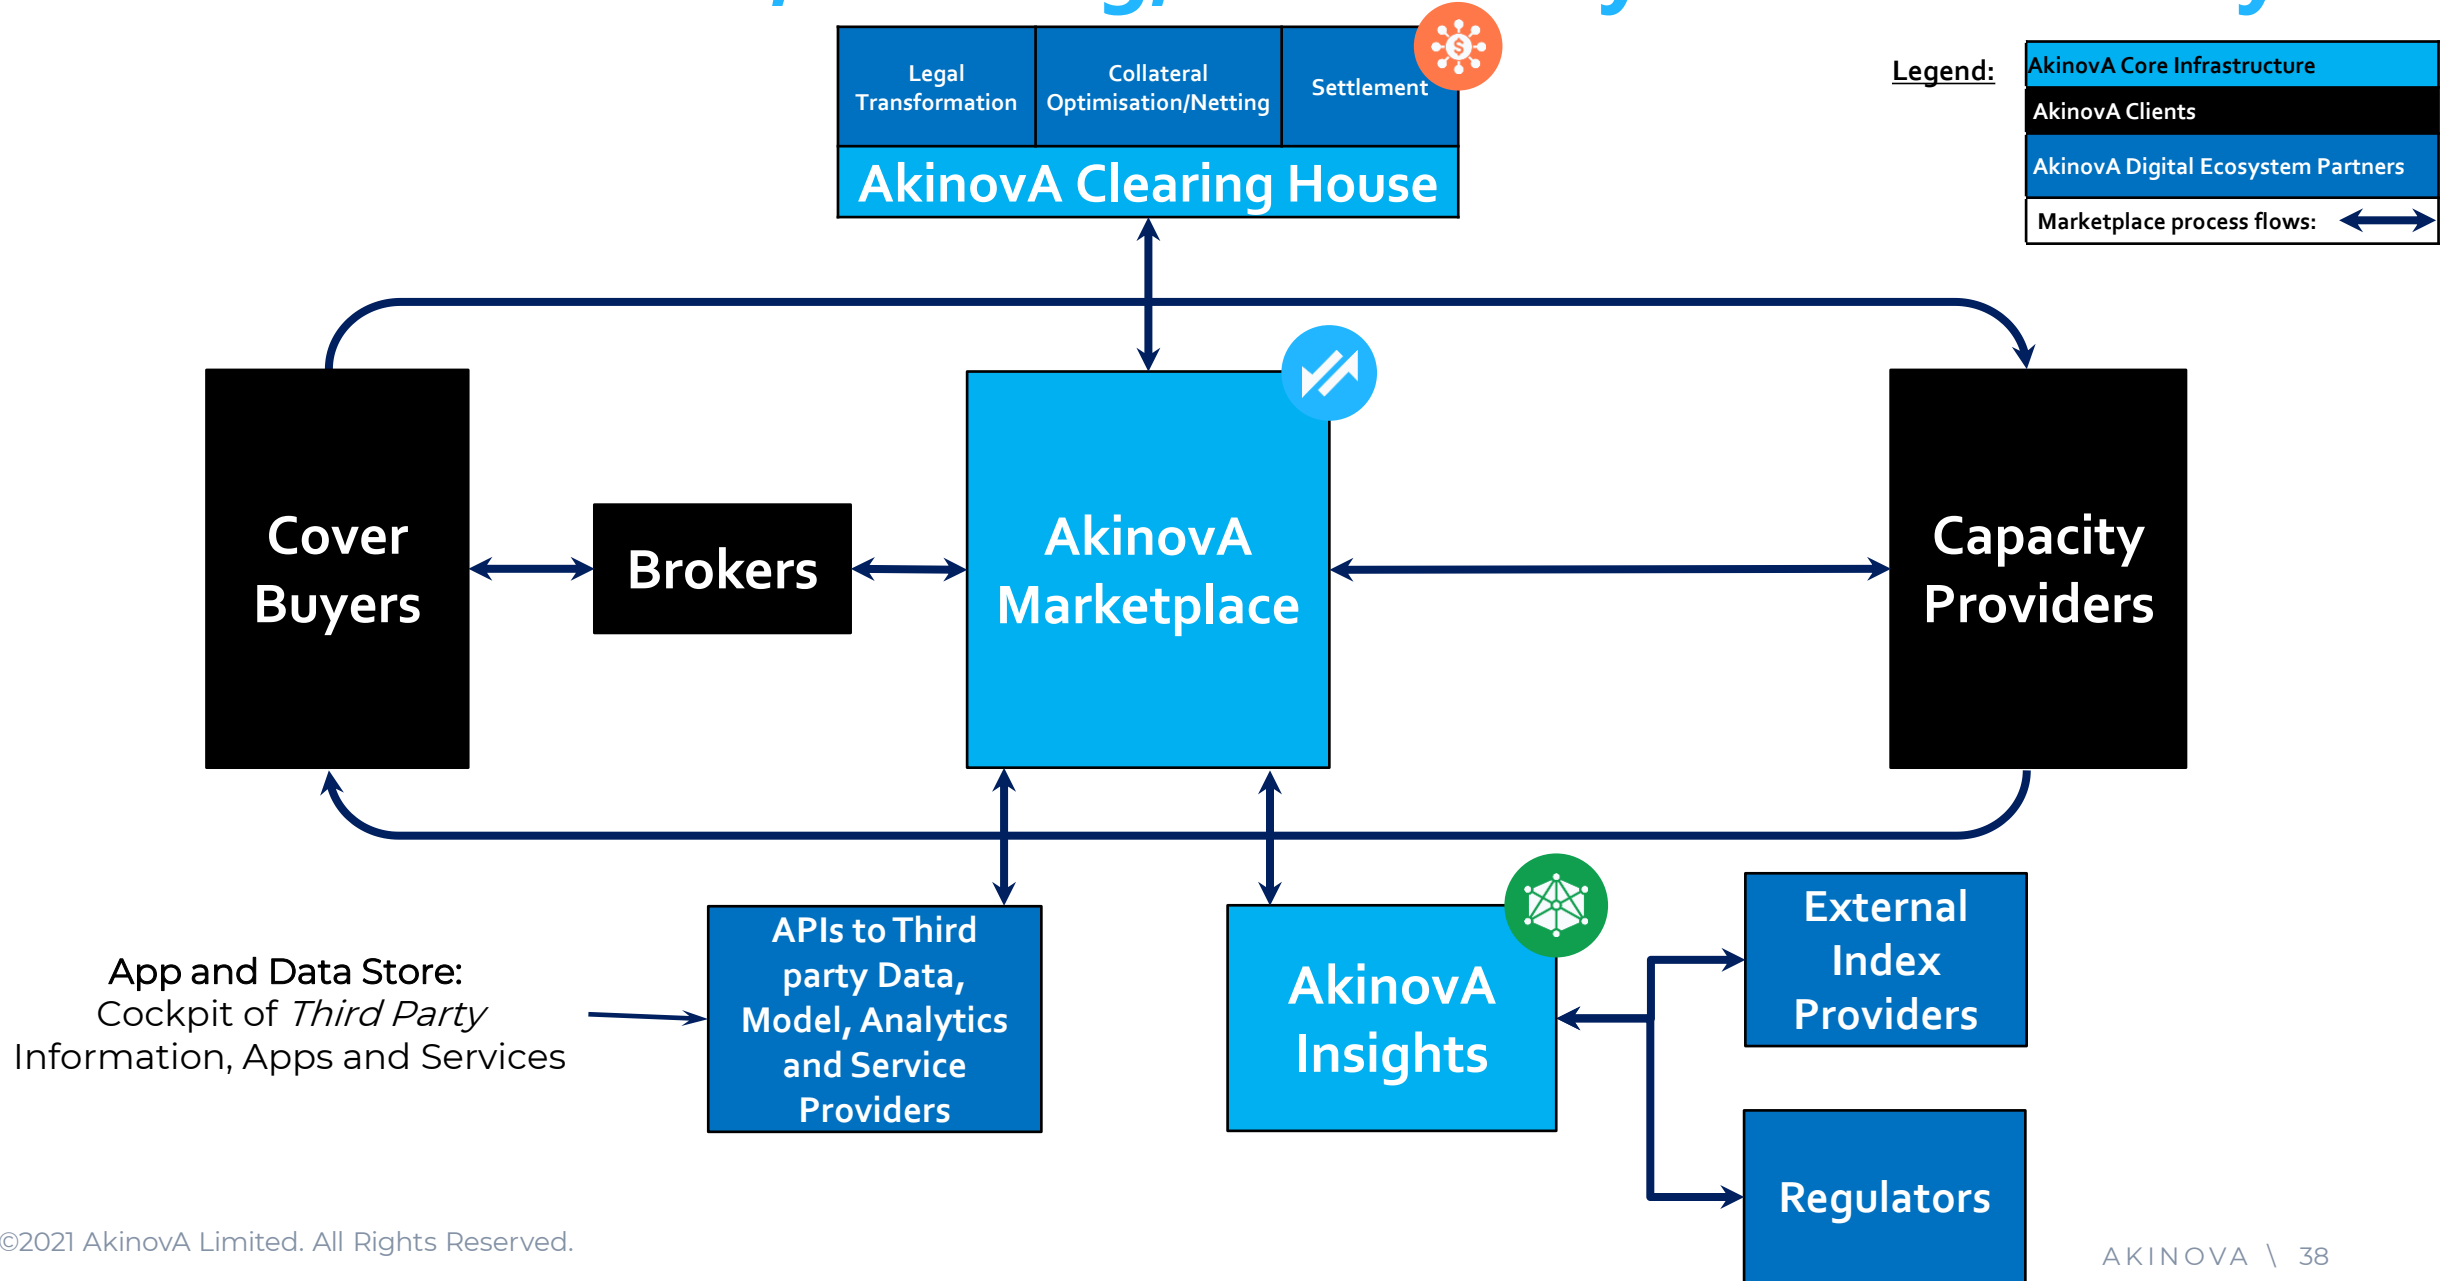 Legal
Transformation
Collateral
Optimisation/Netting
Settlement
AkinovA Clearing House
Legend:
AkinovA Core Infrastructure
AkinovA Clients
AkinovA Digital Ecosystem Partners
Marketplace process flows:
Cover
Buyers
Brokers
AkinovA
Marketplace
Capacity
Providers
App and Data Store:
Cockpit of Third Party
Information, Apps and Services
APIs to Third
party Data,
Model, Analytics
and Service
Providers
AkinovA
Insights
External
Index
Providers
Regulators
©2021 AkinovA Limited. All Rights Reserved.
AKINOVA \ 38